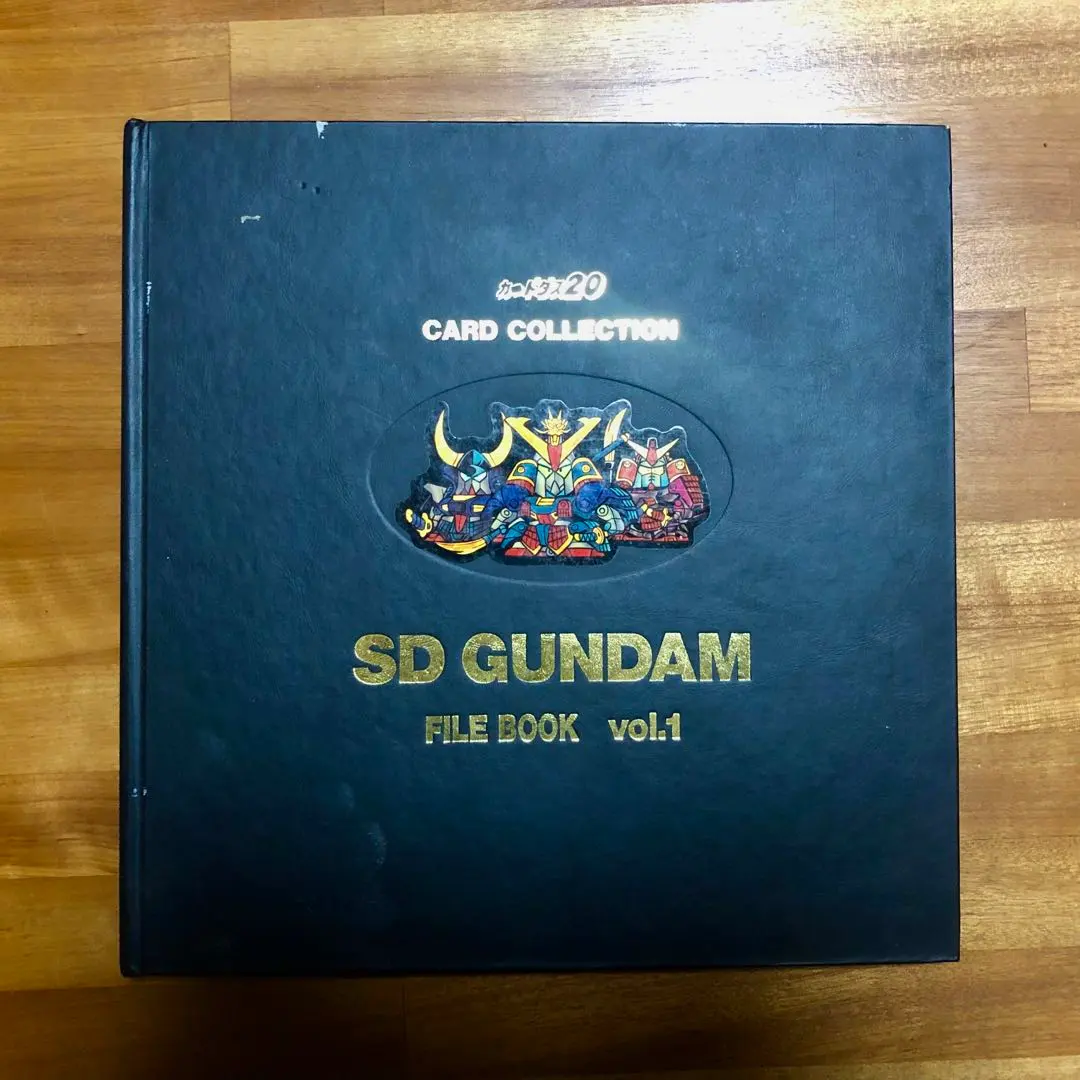 カードダス20
CARD COLLECTION
SD GUNDAM
FILE BOOK vol.1